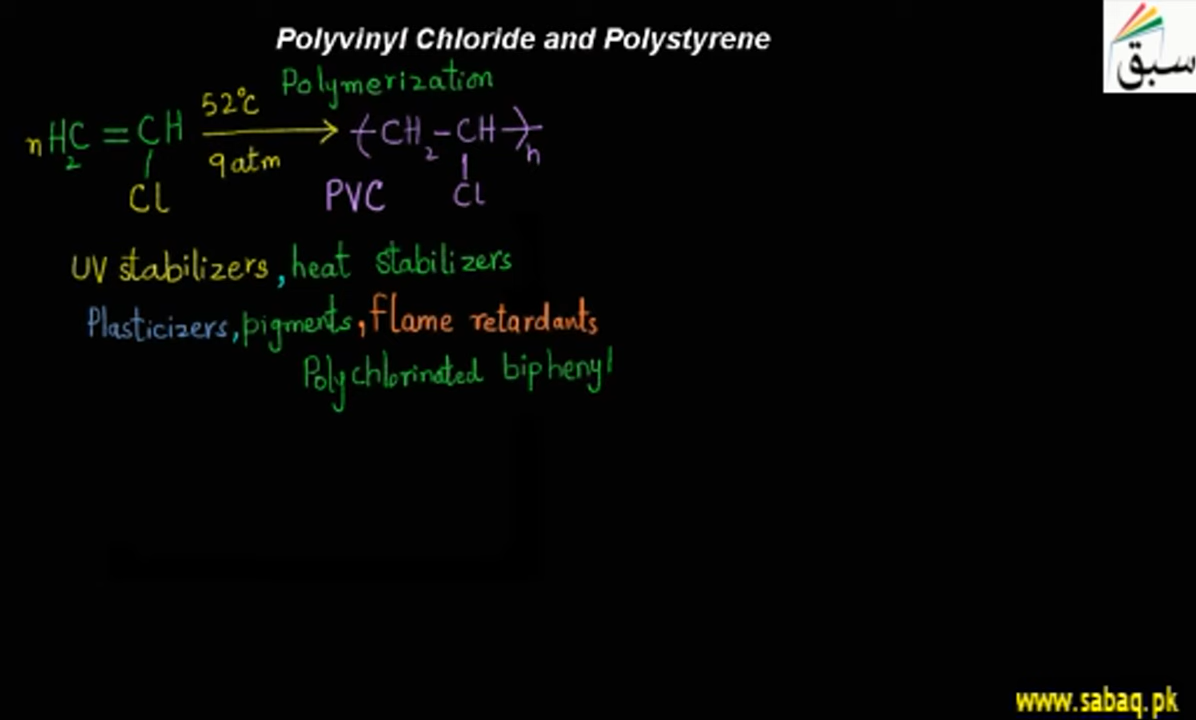 Polyvinyl Chloride and Polystyrene
سبق
Polymerization
nH₂C=CH 52°C (CH₂-CH)n
9atm
Cl PVC Cl
UV stabilizers, heat stabilizers
Plasticizers, pigments, flame retardants
Polychlorinated biphenyl
www.sabaq.pk